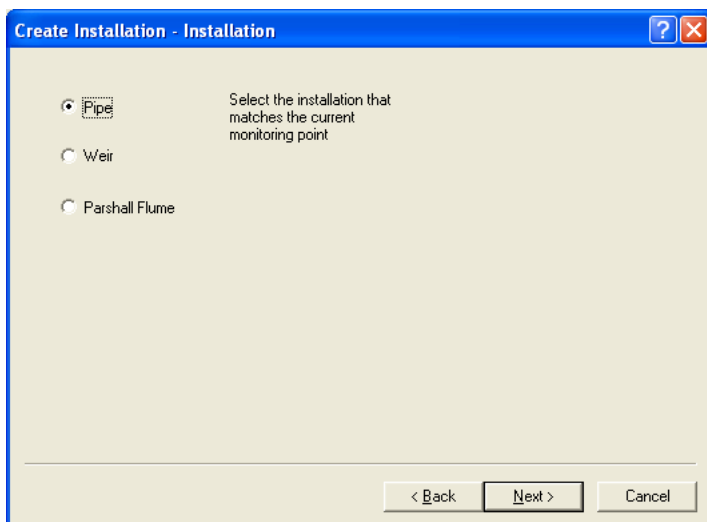 Create Installation - Installation
Pipe
Select the installation that
matches the current
monitoring point
Weir
Parshall Flume
< Back
Next >
Cancel